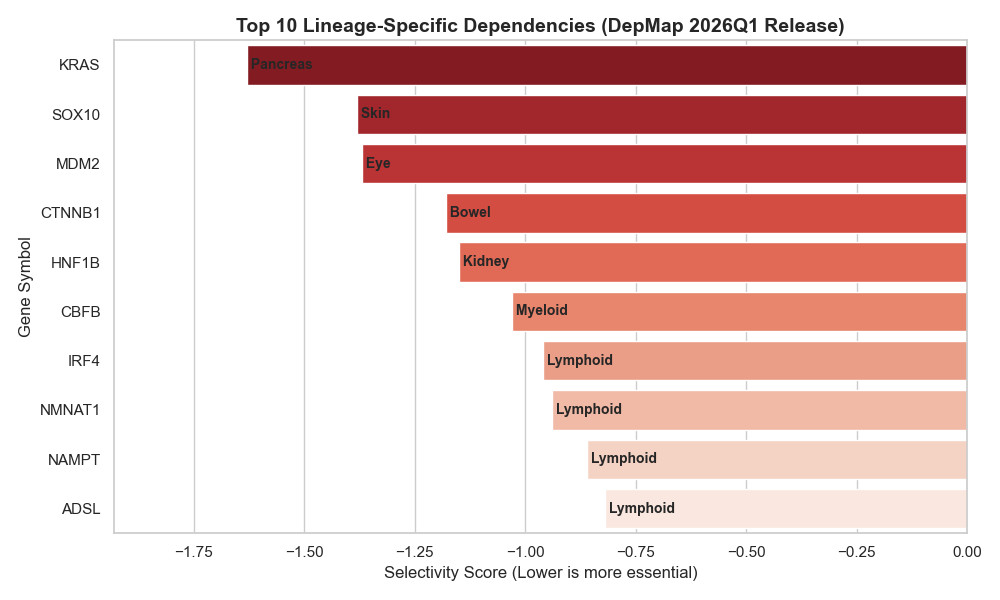 Top 10 Lineage-Specific Dependencies (DepMap 2026Q1 Release)
Gene Symbol
KRAS Pancreas
SOX10 Skin
MDM2 Eye
CTNNB1 Bowel
HNF1B Kidney
CBFB Myeloid
IRF4 Lymphoid
NMNAT1 Lymphoid
NAMPT Lymphoid
ADSL Lymphoid
−1.75 −1.50 −1.25 −1.00 −0.75 −0.50 −0.25 0.00
Selectivity Score (Lower is more essential)